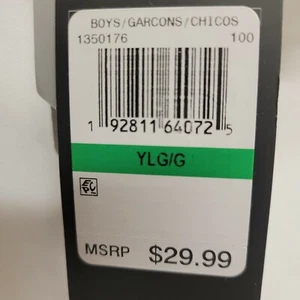 BOYS/GARCONS/CHICOS
1350176 100
1 92811 64072 5
YLG/G
MSRP $29.99